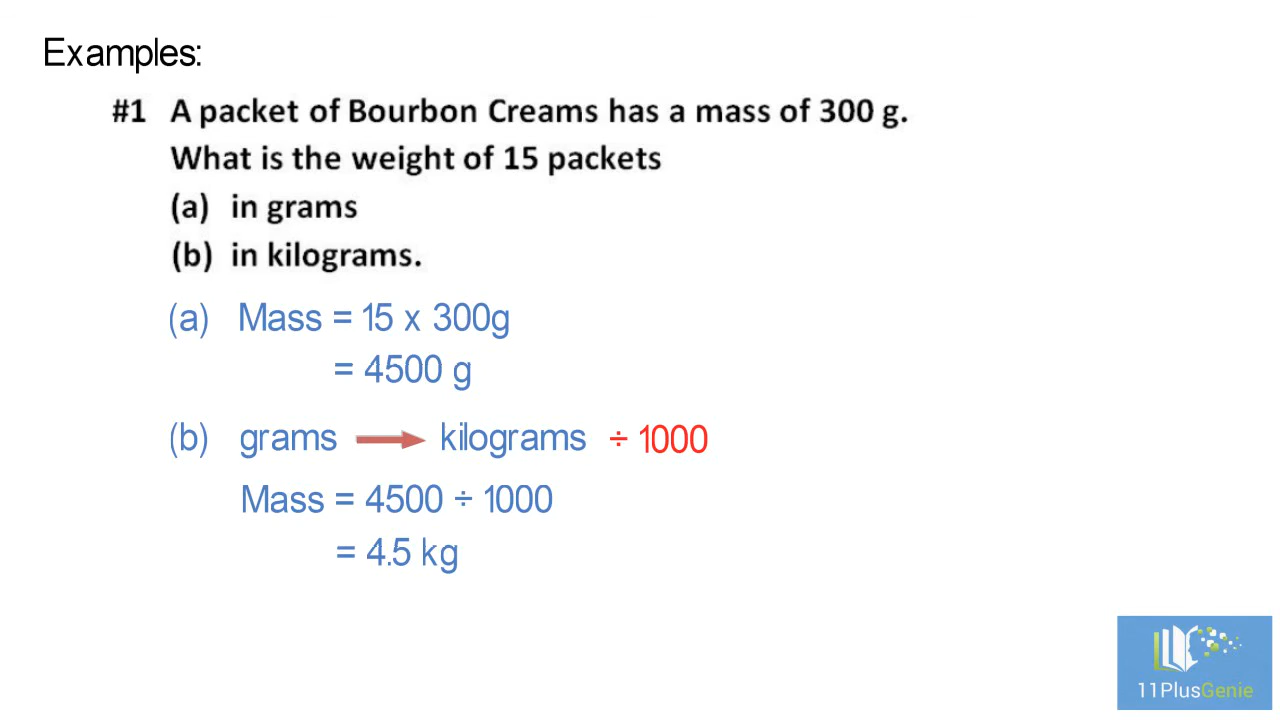 Examples:
#1 A packet of Bourbon Creams has a mass of 300 g.
What is the weight of 15 packets
(a) in grams
(b) in kilograms.
(a) Mass = 15 x 300g
= 4500 g
(b) grams → kilograms ÷ 1000
Mass = 4500 ÷ 1000
= 4.5 kg
11PlusGenie